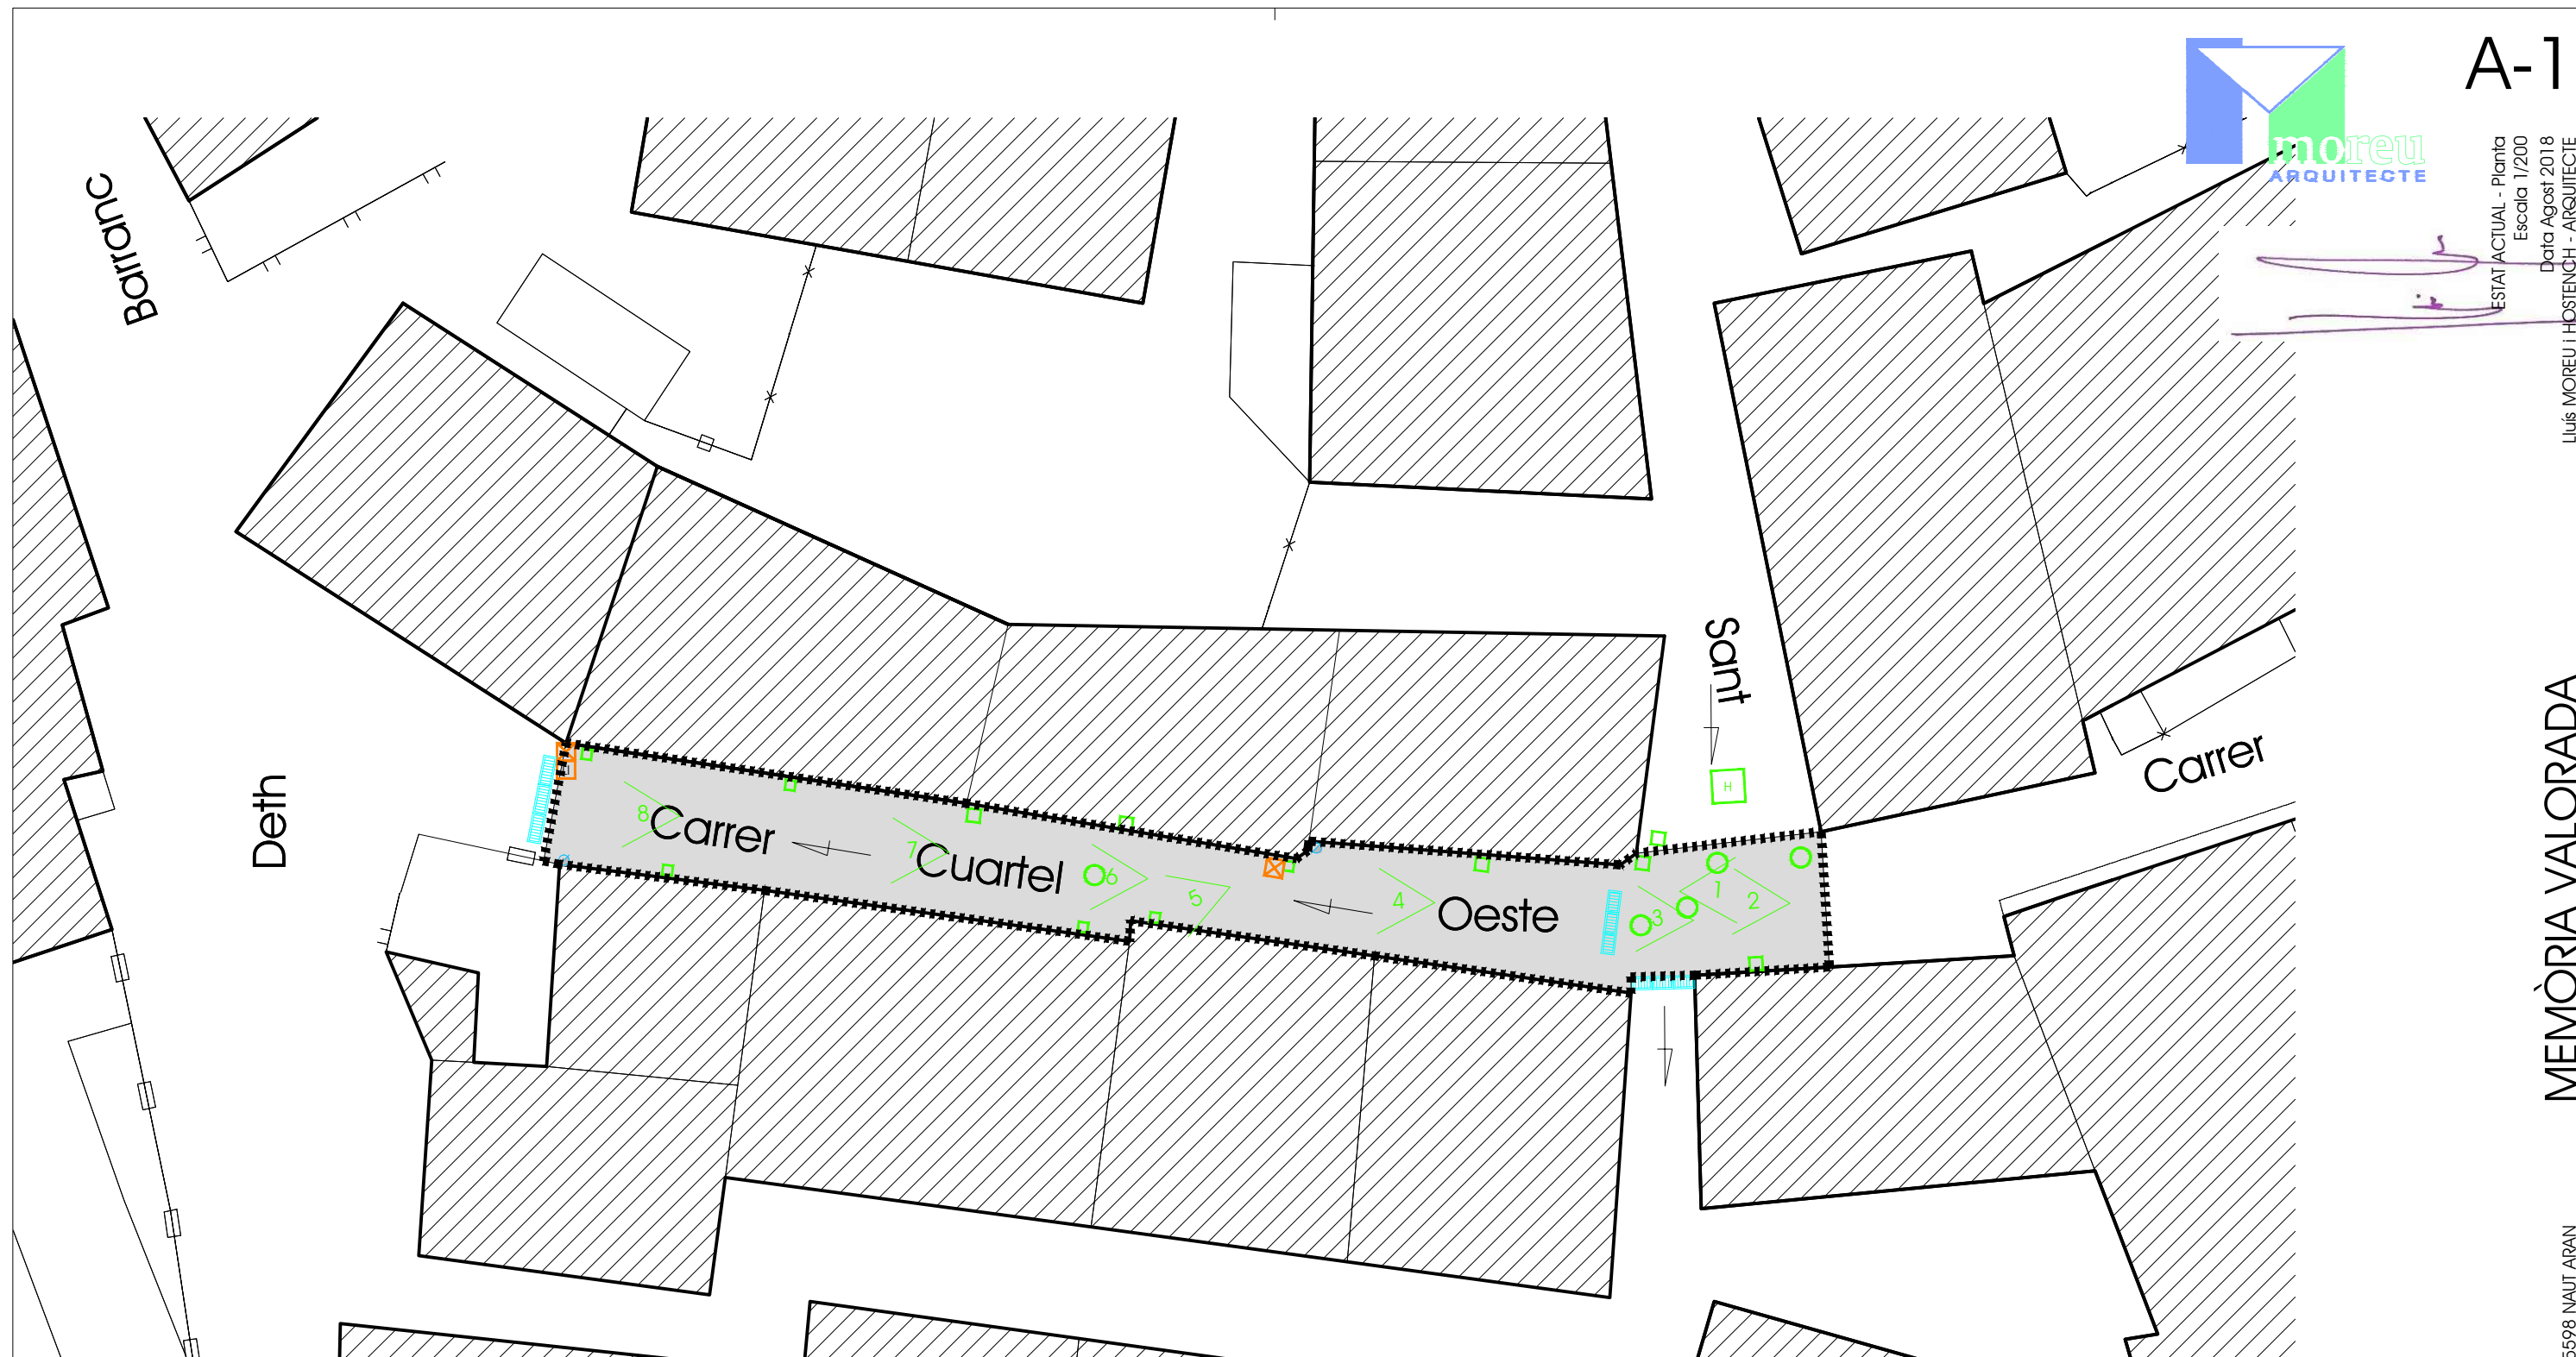 A-1
moreu
ARQUITECTE
ESTAT ACTUAL - Planta
Escala 1/200
Data Agost 2018
Lluís MOREU i HOSTENCH - ARQUITECTE
MEMÒRIA VALORADA
5598 NAUT ARAN
Barranc
Deth
Sant
H
Carrer
8
Carrer
7
Cuartel
6
5
4
Oeste
3
1
2